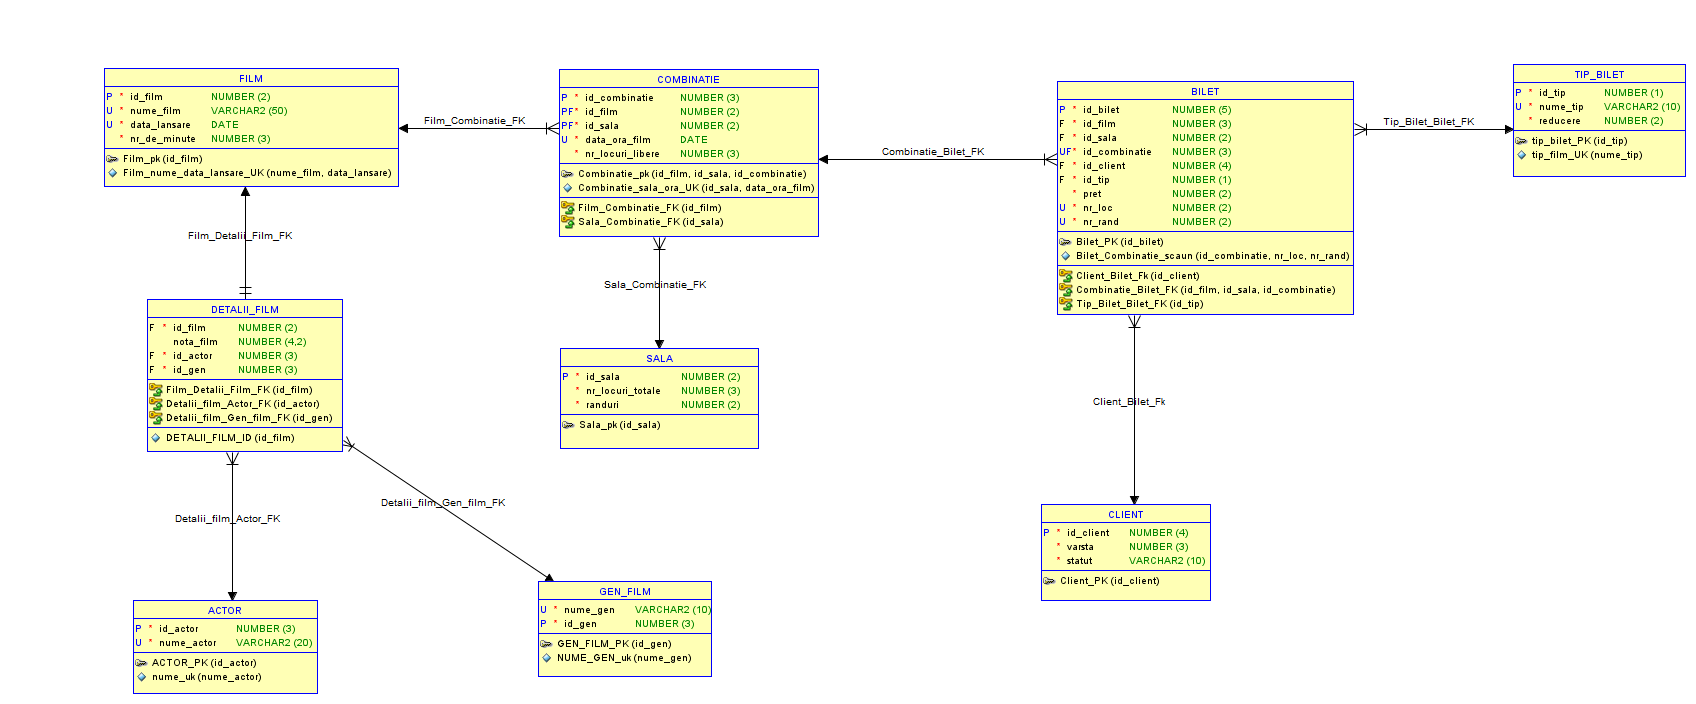 FILM
P * id_film NUMBER (2)
U * nume_film VARCHAR2 (50)
U * data_lansare DATE
* nr_de_minute NUMBER (3)
Film_pk (id_film)
Film_nume_data_lansare_UK (nume_film, data_lansare)
Film_Combinatie_FK
COMBINATIE
P * id_combinatie NUMBER (3)
PF* id_film NUMBER (2)
PF* id_sala NUMBER (2)
U * data_ora_film DATE
* nr_locuri_libere NUMBER (3)
Combinatie_pk (id_film, id_sala, id_combinatie)
Combinatie_sala_ora_UK (id_sala, data_ora_film)
Film_Combinatie_FK (id_film)
Sala_Combinatie_FK (id_sala)
Combinatie_Bilet_FK
BILET
P * id_bilet NUMBER (5)
F * id_film NUMBER (3)
F * id_sala NUMBER (2)
UF* id_combinatie NUMBER (3)
F * id_client NUMBER (4)
F * id_tip NUMBER (1)
* pret NUMBER (2)
U * nr_loc NUMBER (2)
U * nr_rand NUMBER (2)
Bilet_PK (id_bilet)
Bilet_Combinatie_scaun (id_combinatie, nr_loc, nr_rand)
Client_Bilet_Fk (id_client)
Combinatie_Bilet_FK (id_film, id_sala, id_combinatie)
Tip_Bilet_Bilet_FK (id_tip)
Tip_Bilet_Bilet_FK
TIP_BILET
P * id_tip NUMBER (1)
U * nume_tip VARCHAR2 (10)
* reducere NUMBER (2)
tip_bilet_PK (id_tip)
tip_film_UK (nume_tip)
Film_Detalii_Film_FK
DETALII_FILM
F * id_film NUMBER (2)
nota_film NUMBER (4,2)
F * id_actor NUMBER (3)
F * id_gen NUMBER (3)
Film_Detalii_Film_FK (id_film)
Detalii_film_Actor_FK (id_actor)
Detalii_film_Gen_film_FK (id_gen)
DETALII_FILM_ID (id_film)
Sala_Combinatie_FK
SALA
P * id_sala NUMBER (2)
* nr_locuri_totale NUMBER (3)
* randuri NUMBER (2)
Sala_pk (id_sala)
Client_Bilet_Fk
CLIENT
P * id_client NUMBER (4)
* varsta NUMBER (3)
* statut VARCHAR2 (10)
Client_PK (id_client)
Detalii_film_Actor_FK
Detalii_film_Gen_film_FK
ACTOR
P * id_actor NUMBER (3)
U * nume_actor VARCHAR2 (20)
ACTOR_PK (id_actor)
nume_uk (nume_actor)
GEN_FILM
U * nume_gen VARCHAR2 (10)
P * id_gen NUMBER (3)
GEN_FILM_PK (id_gen)
NUME_GEN_uk (nume_gen)